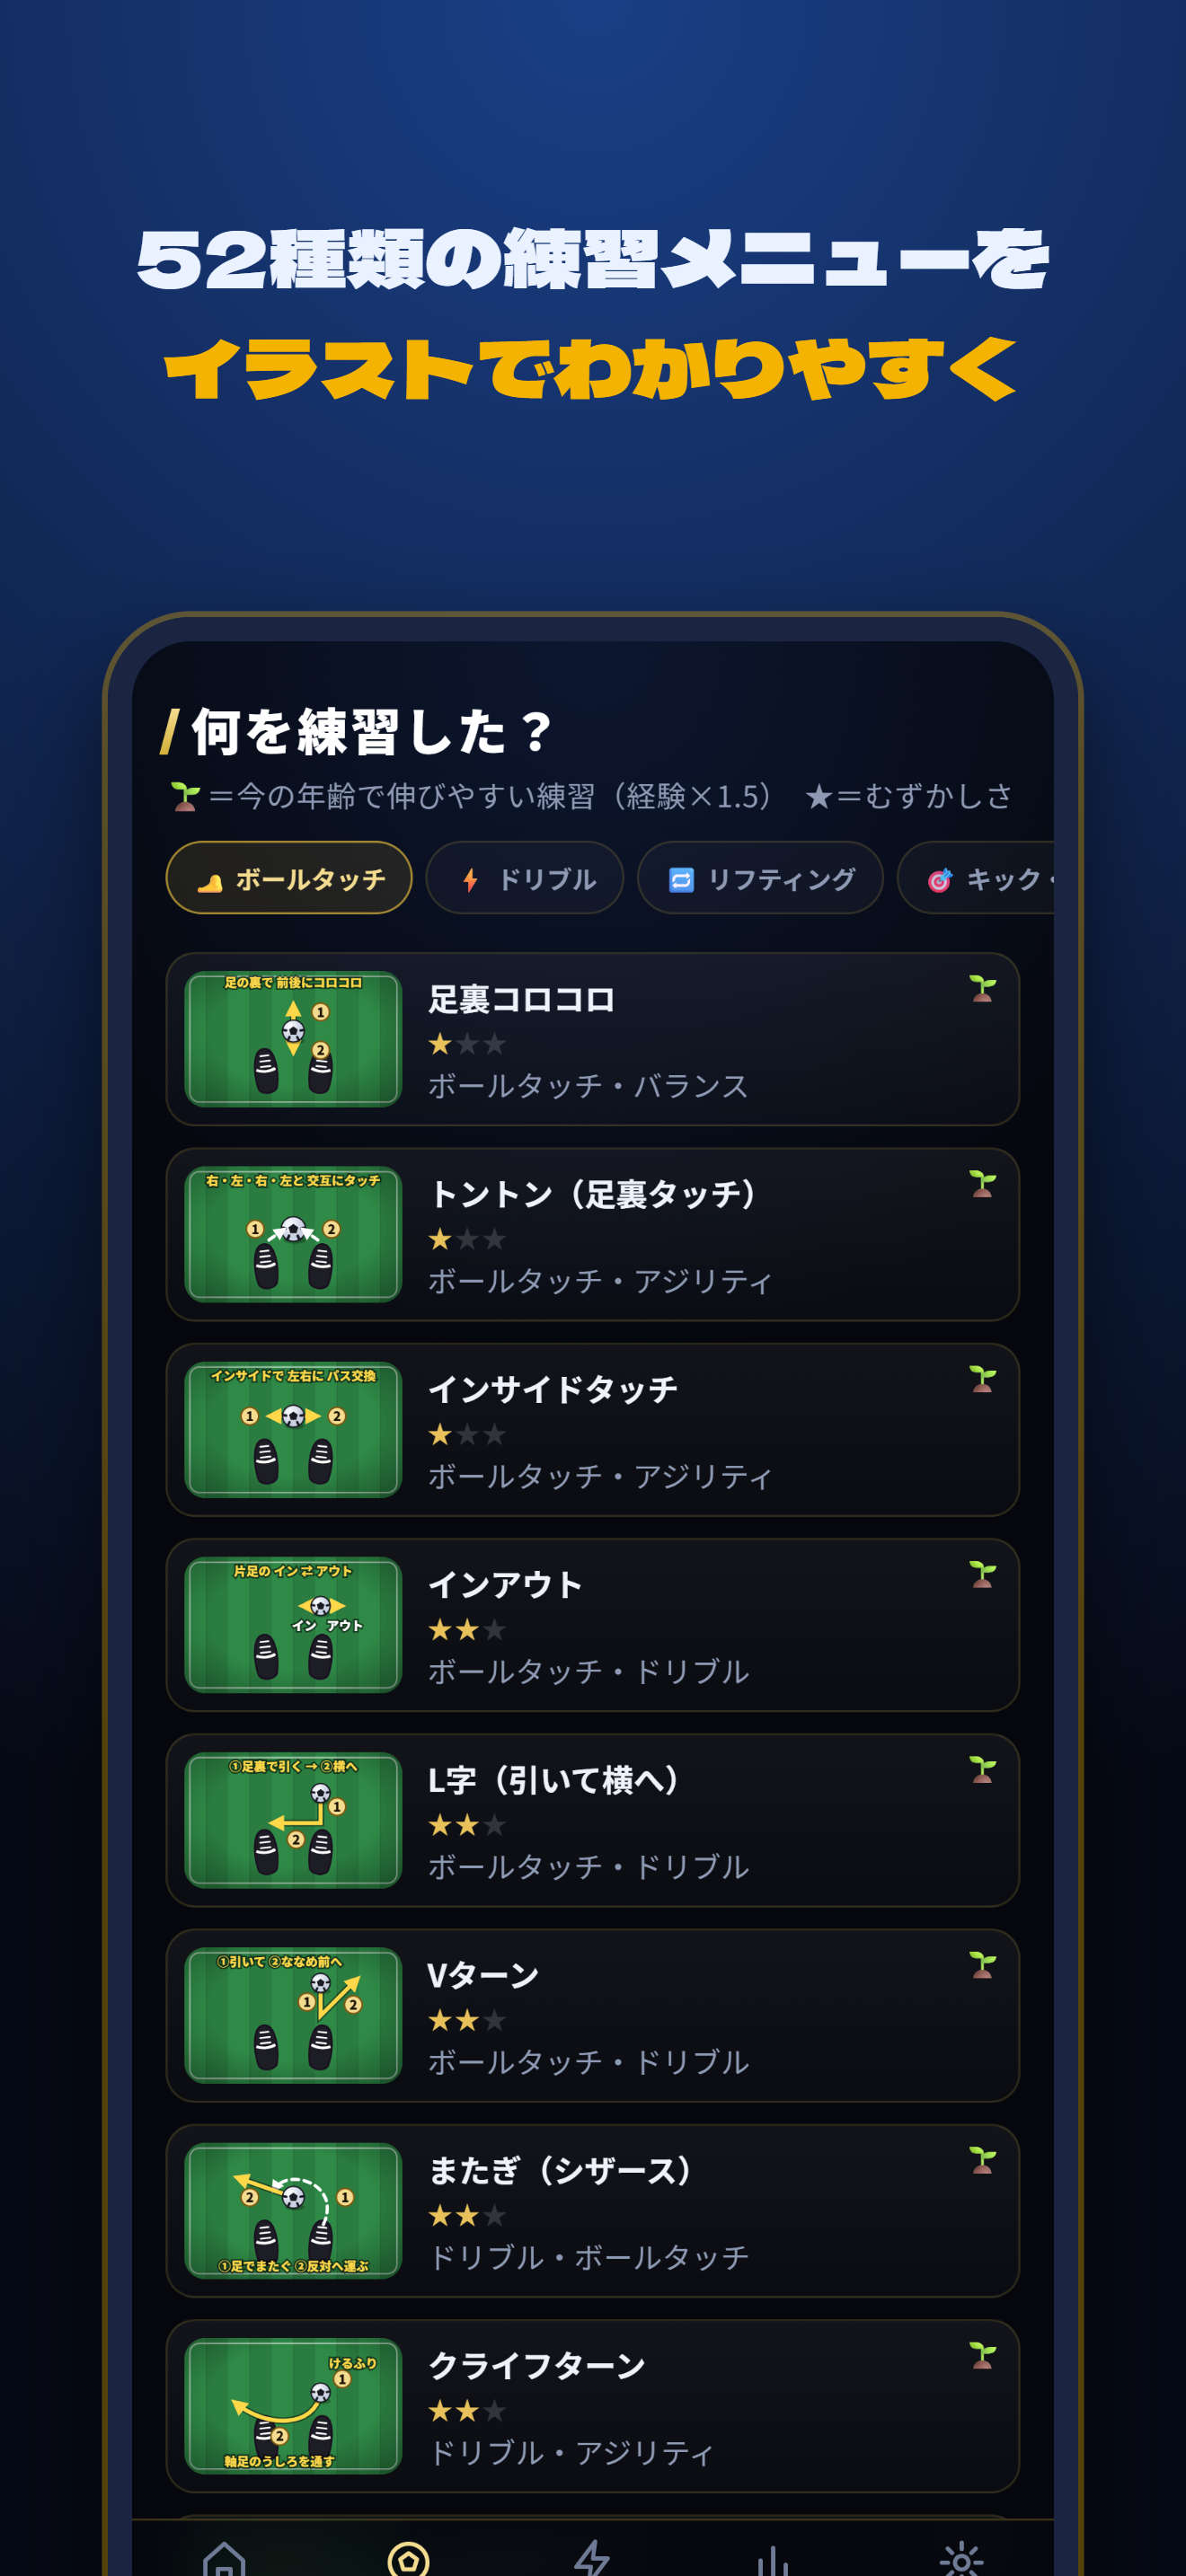 52種類の練習メニューを
イラストでわかりやすく
何を練習した？
🌱＝今の年齢で伸びやすい練習（経験×1.5） ★＝むずかしさ
ボールタッチ
ドリブル
リフティング
キック・
足の裏で 前後にコロコロ
1
2
足裏コロコロ
★★★
ボールタッチ・バランス
右・左・右・左と 交互にタッチ
1
2
トントン（足裏タッチ）
★★★
ボールタッチ・アジリティ
インサイドで 左右に パス交換
1
2
インサイドタッチ
★★★
ボールタッチ・アジリティ
片足の イン ⇄ アウト
イン アウト
インアウト
★★★
ボールタッチ・ドリブル
①足裏で引く → ②横へ
1
2
L字（引いて横へ）
★★★
ボールタッチ・ドリブル
①引いて ②ななめ前へ
1
2
Vターン
★★★
ボールタッチ・ドリブル
2
1
①足でまたぐ ②反対へ運ぶ
またぎ（シザース）
★★★
ドリブル・ボールタッチ
けるふり
1
2
軸足のうしろを通す
クライフターン
★★★
ドリブル・アジリティ